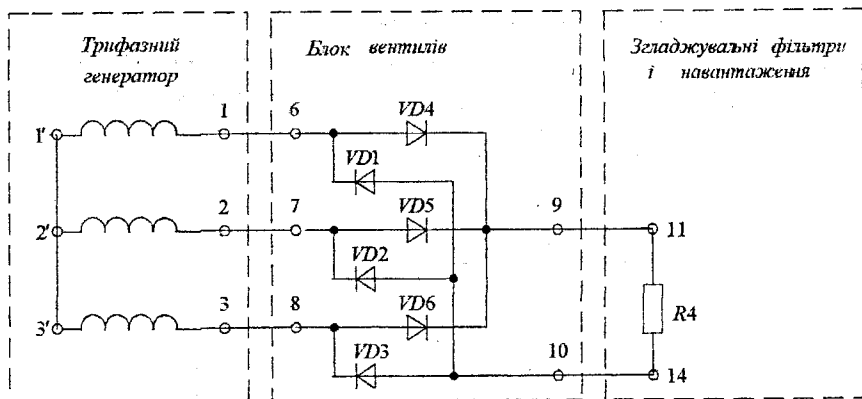 Трифазний
генератор
Блок вентилів
Згладжувальні фільтри
і навантаження
1' 1 6 VD4
VD1
2' 2 7 VD5 9 11
VD2
3' 3 8 VD6 R4
VD3 10 14